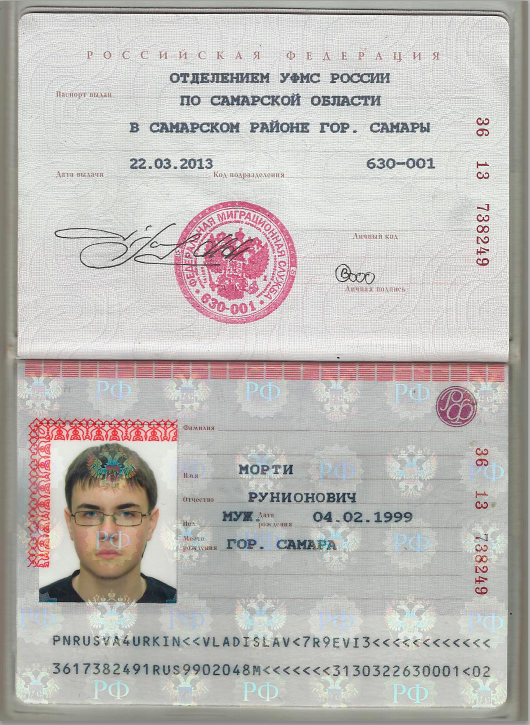 РОССИЙСКАЯ ФЕДЕРАЦИЯ
Паспорт выдан
ОТДЕЛЕНИЕМ УФМС РОССИИ
ПО САМАРСКОЙ ОБЛАСТИ
В САМАРСКОМ РАЙОНЕ ГОР. САМАРЫ
Дата выдачи 22.03.2013 Код подразделения 630-001
36 13 738249
Личный код
ФЕДЕРАЛЬНАЯ МИГРАЦИОННАЯ СЛУЖБА
630-001
Личная подпись
РФ РФ РФ
РФ
Фамилия
Имя МОРТИ
Отчество РУНИОНОВИЧ
Пол МУЖ. Дата рождения 04.02.1999
Место рождения ГОР. САМАРА
36 13 738249
PNRUSVA4URKIN<<VLADISLAV<7R9EVI3<<<<<<<<<<<<
3617382491RUS9902048M<<<<<<<3130322630001<02
РФ РФ РФ